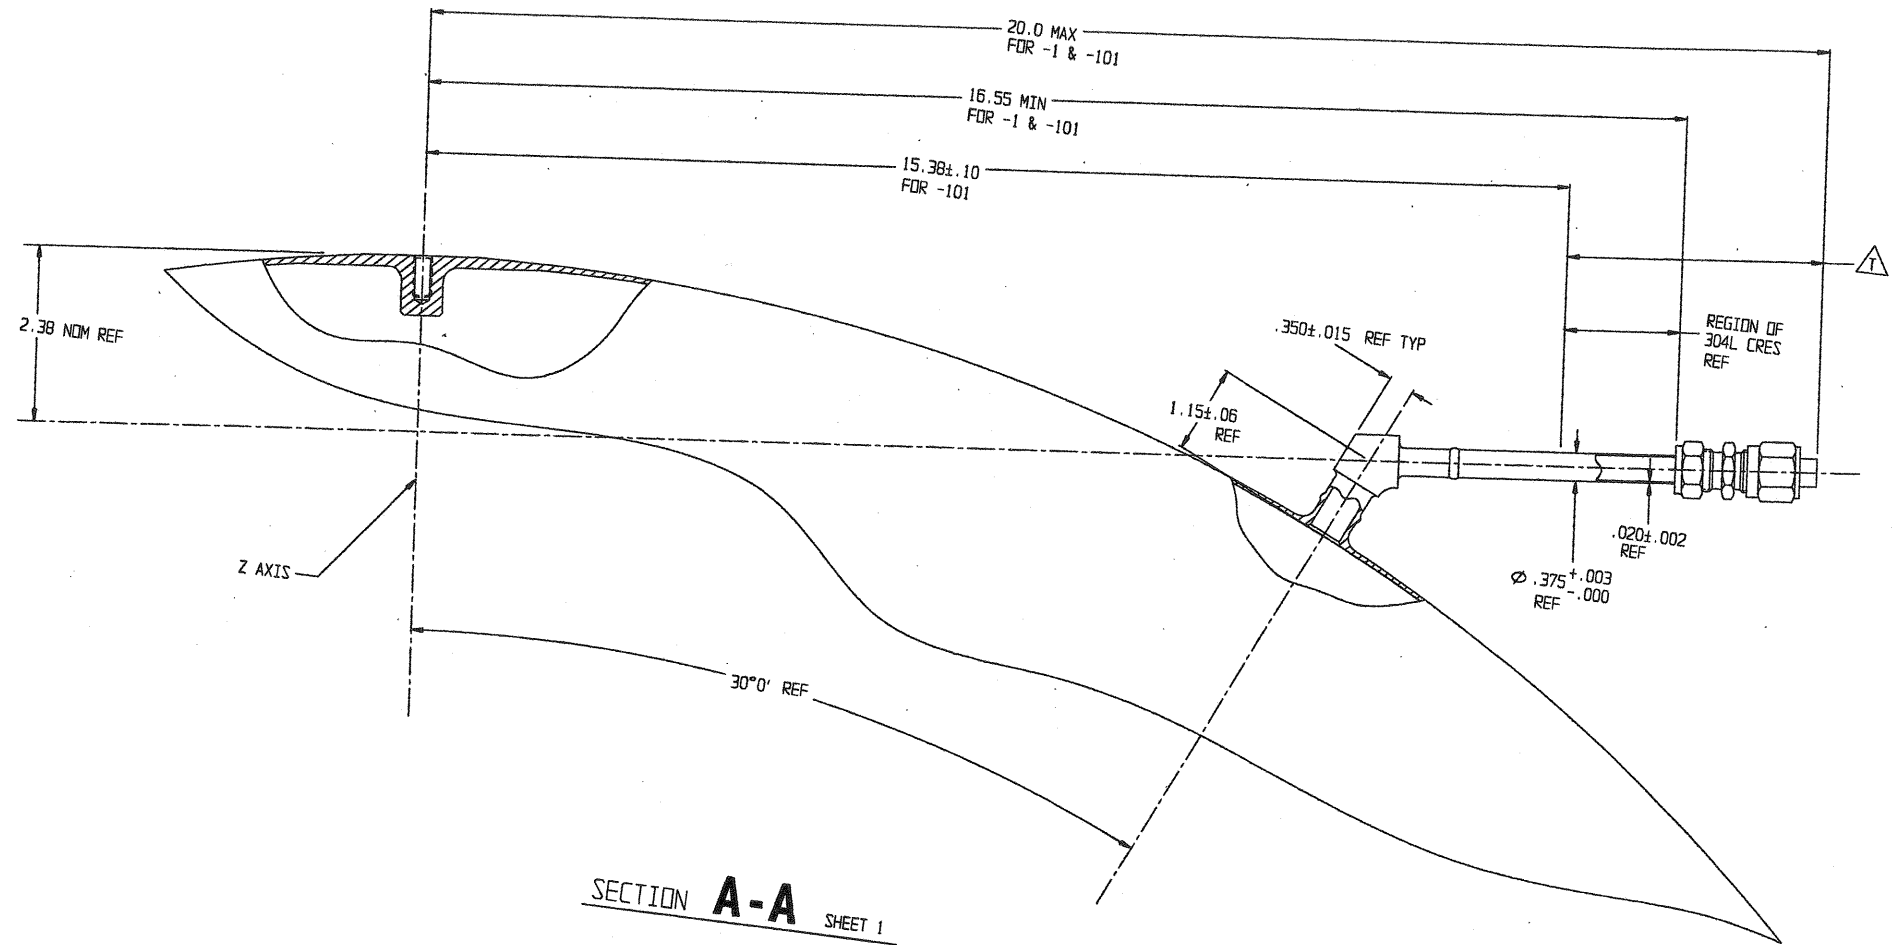 20.0 MAX
FOR -1 & -101
16.55 MIN
FOR -1 & -101
15.38±.10
FOR -101
T
2.38 NOM REF
REGION OF
304L CRES
REF
.350±.015 REF TYP
1.15±.06
REF
.020±.002
REF
Ø .375 +.003
-.000
REF
Z AXIS
30°0' REF
SECTION A-A SHEET 1